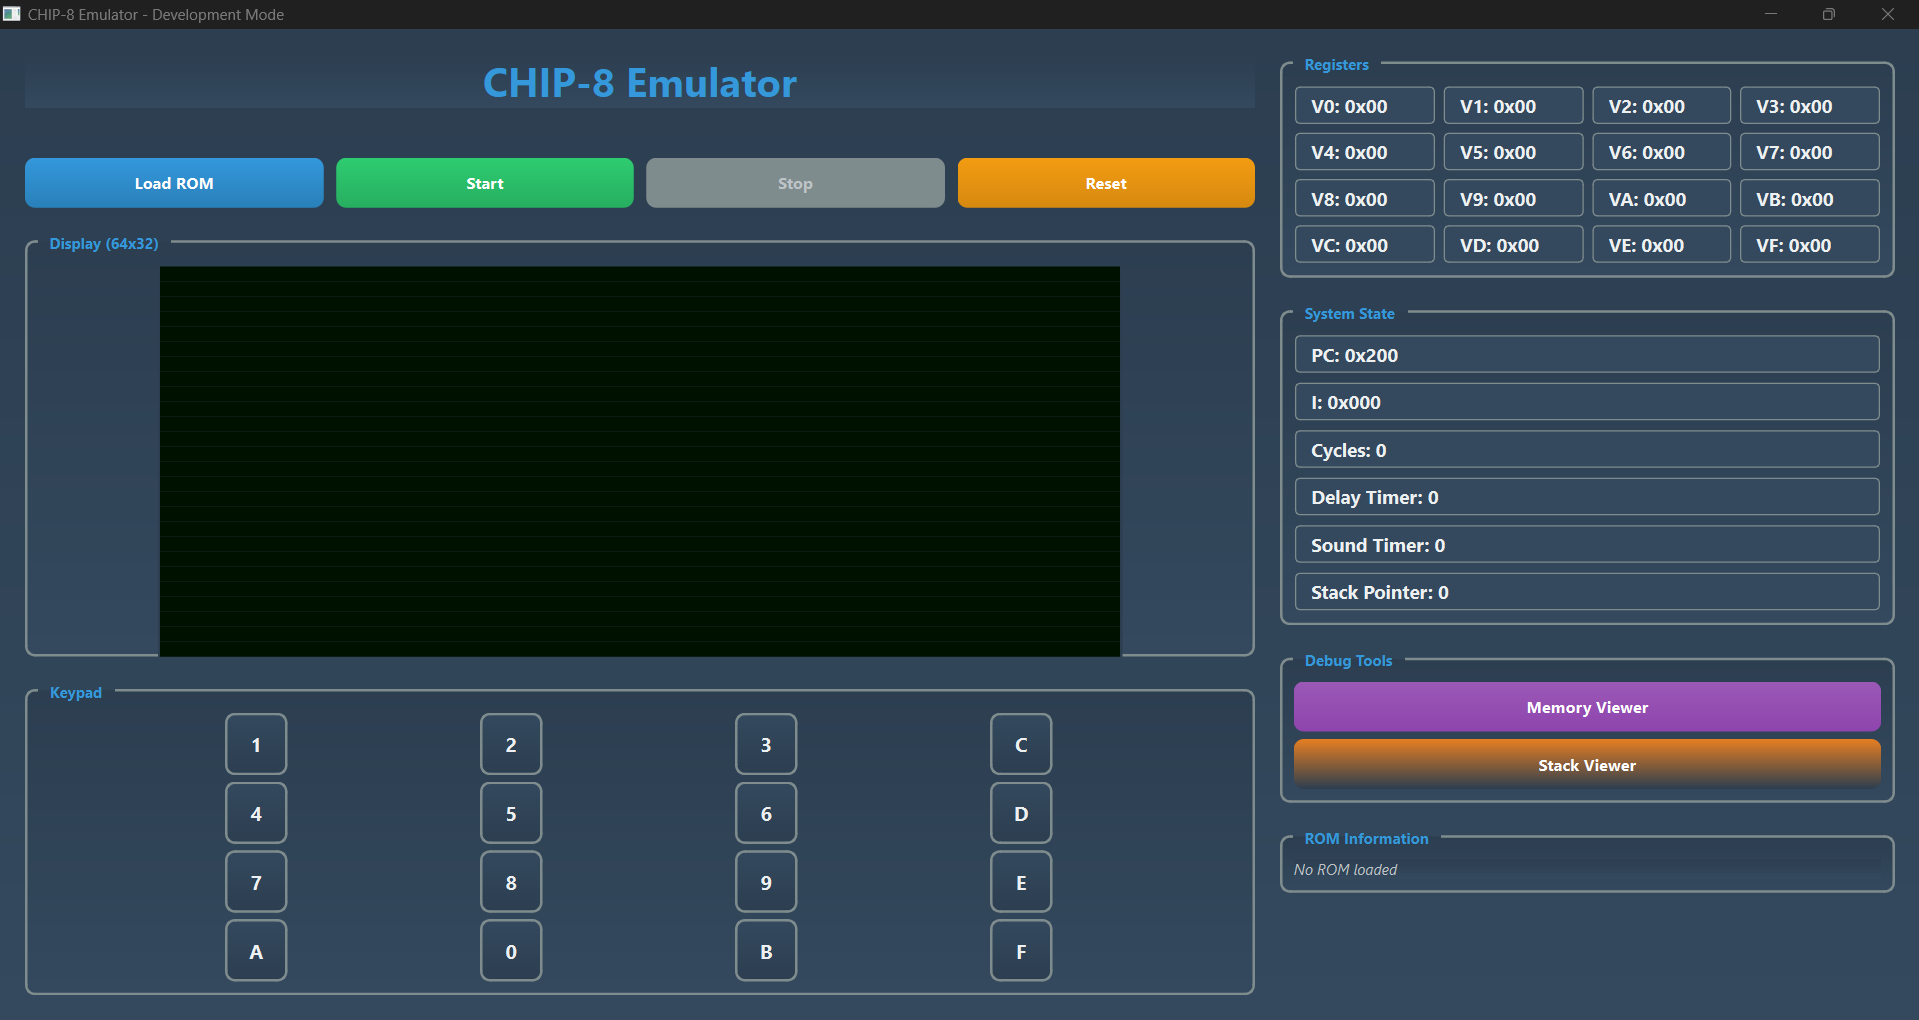 CHIP-8 Emulator - Development Mode
CHIP-8 Emulator
Load ROM
Start
Stop
Reset
Display (64x32)
Keypad
1 2 3 C
4 5 6 D
7 8 9 E
A 0 B F
Registers
V0: 0x00 V1: 0x00 V2: 0x00 V3: 0x00
V4: 0x00 V5: 0x00 V6: 0x00 V7: 0x00
V8: 0x00 V9: 0x00 VA: 0x00 VB: 0x00
VC: 0x00 VD: 0x00 VE: 0x00 VF: 0x00
System State
PC: 0x200
I: 0x000
Cycles: 0
Delay Timer: 0
Sound Timer: 0
Stack Pointer: 0
Debug Tools
Memory Viewer
Stack Viewer
ROM Information
No ROM loaded